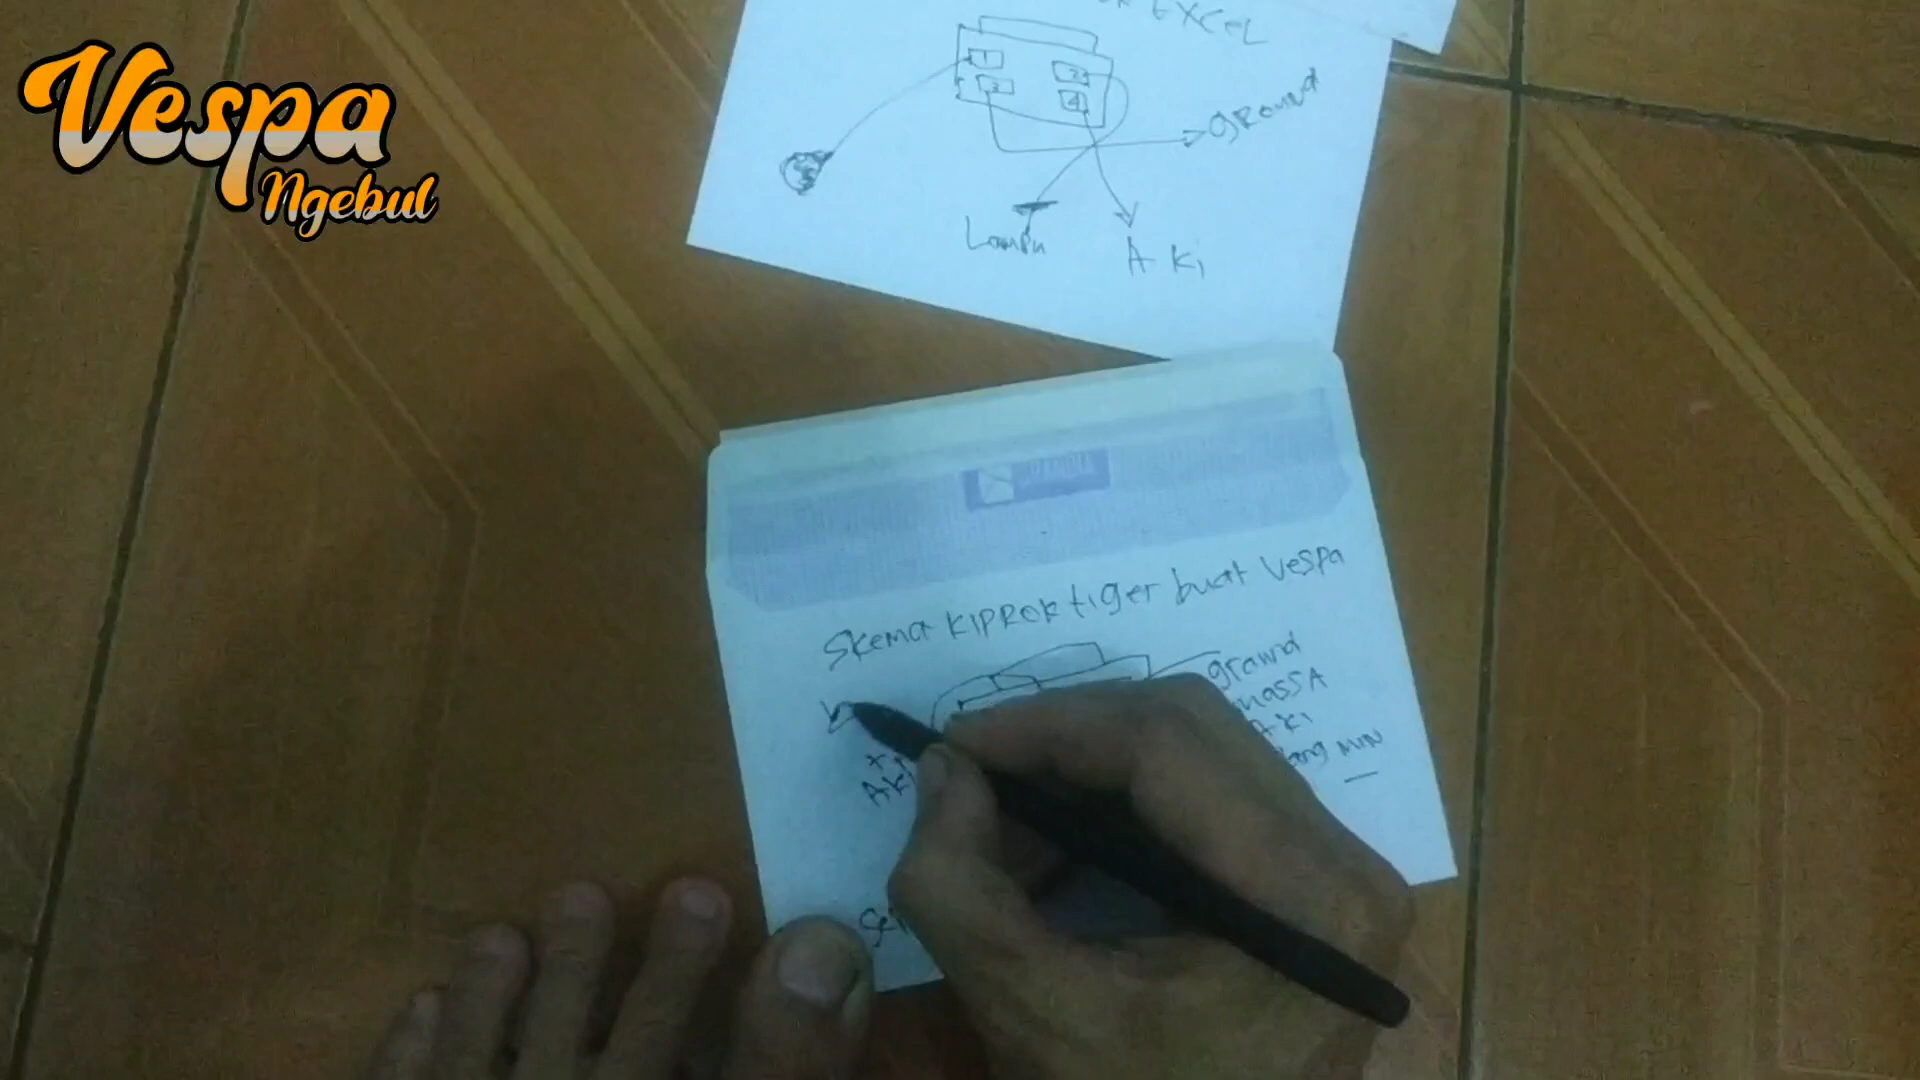 Vespa
Ngebul
EXCEL
1
2
3
4
GROUND
Lampu
A Ki
Skema KIPROK tiger buat Vespa
grawnd
massA
AKI
MIN
+
AKI